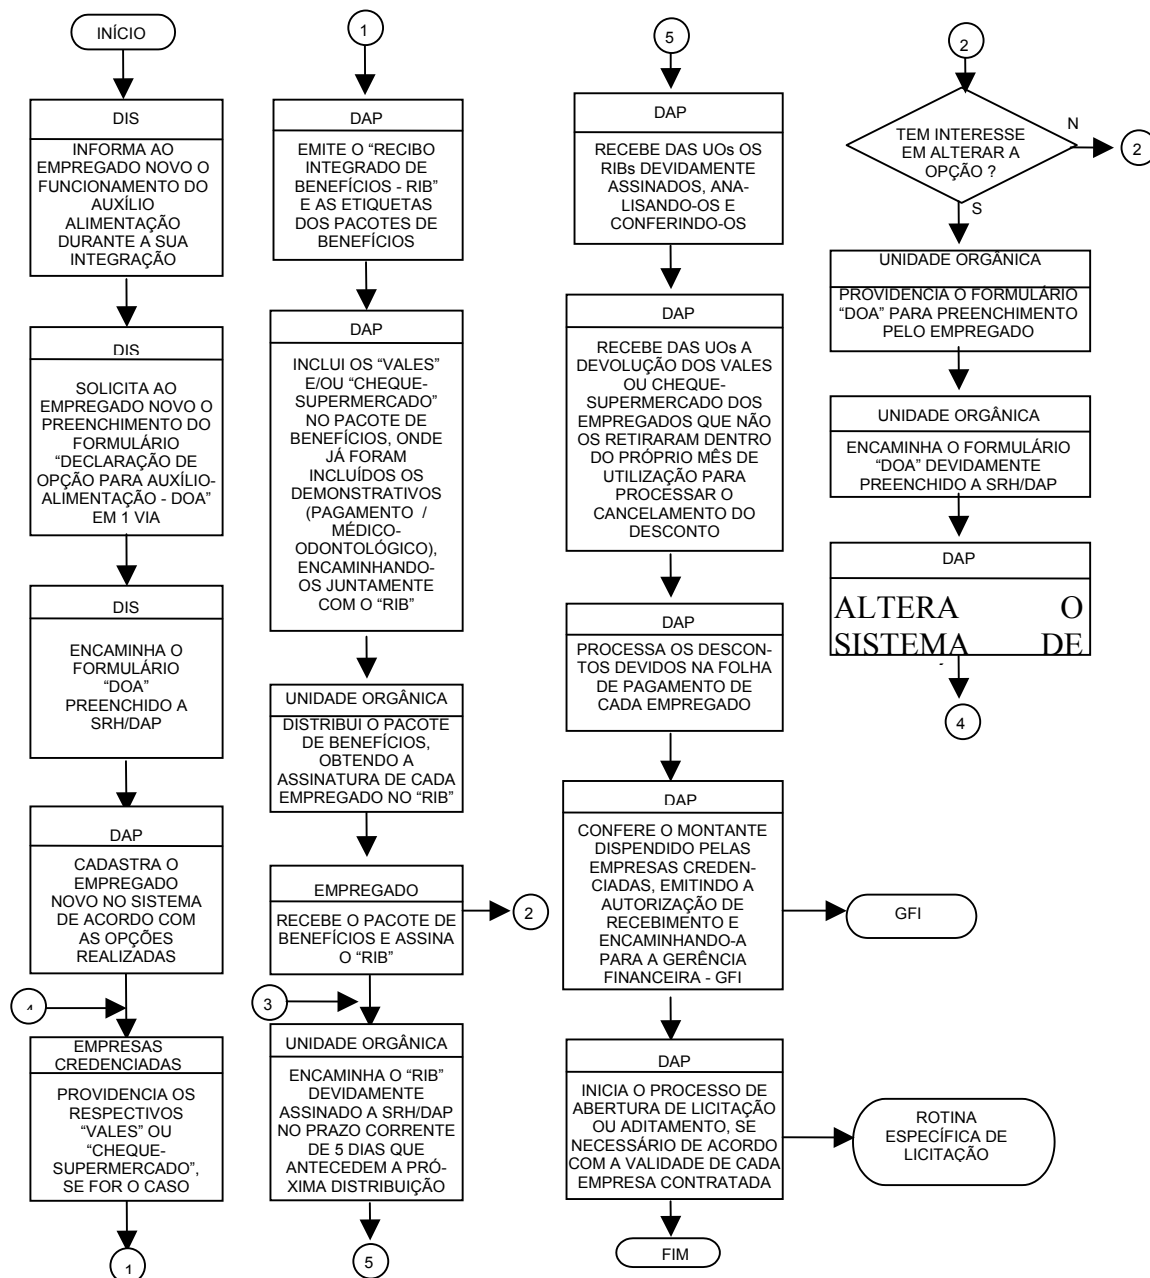 INÍCIO
DIS
INFORMA AO
EMPREGADO NOVO O
FUNCIONAMENTO DO
AUXÍLIO
ALIMENTAÇÃO
DURANTE A SUA
INTEGRAÇÃO
DIS
SOLICITA AO
EMPREGADO NOVO O
PREENCHIMENTO DO
FORMULÁRIO
“DECLARAÇÃO DE
OPÇÃO PARA AUXÍLIO-
ALIMENTAÇÃO - DOA”
EM 1 VIA
DIS
ENCAMINHA O
FORMULÁRIO
“DOA”
PREENCHIDO A
SRH/DAP
DAP
CADASTRA O
EMPREGADO
NOVO NO SISTEMA
DE ACORDO COM
AS OPÇÕES
REALIZADAS
EMPRESAS
CREDENCIADAS
PROVIDENCIA OS
RESPECTIVOS
“VALES” OU
“CHEQUE-
SUPERMERCADO”,
SE FOR O CASO
1
1
DAP
EMITE O “RECIBO
INTEGRADO DE
BENEFÍCIOS - RIB”
E AS ETIQUETAS
DOS PACOTES DE
BENEFÍCIOS
DAP
INCLUI OS “VALES”
E/OU “CHEQUE-
SUPERMERCADO”
NO PACOTE DE
BENEFÍCIOS, ONDE
JÁ FORAM
INCLUÍDOS OS
DEMONSTRATIVOS
(PAGAMENTO /
MÉDICO-
ODONTOLÓGICO),
ENCAMINHANDO-
OS JUNTAMENTE
COM O “RIB”
UNIDADE ORGÂNICA
DISTRIBUI O PACOTE
DE BENEFÍCIOS,
OBTENDO A
ASSINATURA DE CADA
EMPREGADO NO “RIB”
EMPREGADO
RECEBE O PACOTE DE
BENEFÍCIOS E ASSINA
O “RIB”
2
3
UNIDADE ORGÂNICA
ENCAMINHA O “RIB”
DEVIDAMENTE
ASSINADO A SRH/DAP
NO PRAZO CORRENTE
DE 5 DIAS QUE
ANTECEDEM A PRÓ-
XIMA DISTRIBUIÇÃO
5
5
DAP
RECEBE DAS UOs OS
RIBs DEVIDAMENTE
ASSINADOS, ANA-
LISANDO-OS E
CONFERINDO-OS
DAP
RECEBE DAS UOs A
DEVOLUÇÃO DOS VALES
OU CHEQUE-
SUPERMERCADO DOS
EMPREGADOS QUE NÃO
OS RETIRARAM DENTRO
DO PRÓPRIO MÊS DE
UTILIZAÇÃO PARA
PROCESSAR O
CANCELAMENTO DO
DESCONTO
DAP
PROCESSA OS DESCON-
TOS DEVIDOS NA FOLHA
DE PAGAMENTO DE
CADA EMPREGADO
DAP
CONFERE O MONTANTE
DISPENDIDO PELAS
EMPRESAS CREDEN-
CIADAS, EMITINDO A
AUTORIZAÇÃO DE
RECEBIMENTO E
ENCAMINHANDO-A
PARA A GERÊNCIA
FINANCEIRA - GFI
GFI
DAP
INICIA O PROCESSO DE
ABERTURA DE LICITAÇÃO
OU ADITAMENTO, SE
NECESSÁRIO DE ACORDO
COM A VALIDADE DE CADA
EMPRESA CONTRATADA
ROTINA
ESPECÍFICA DE
LICITAÇÃO
FIM
2
TEM INTERESSE
EM ALTERAR A
OPÇÃO ?
N
2
S
UNIDADE ORGÂNICA
PROVIDENCIA O FORMULÁRIO
“DOA” PARA PREENCHIMENTO
PELO EMPREGADO
UNIDADE ORGÂNICA
ENCAMINHA O FORMULÁRIO
“DOA” DEVIDAMENTE
PREENCHIDO A SRH/DAP
DAP
ALTERA O
SISTEMA DE
4